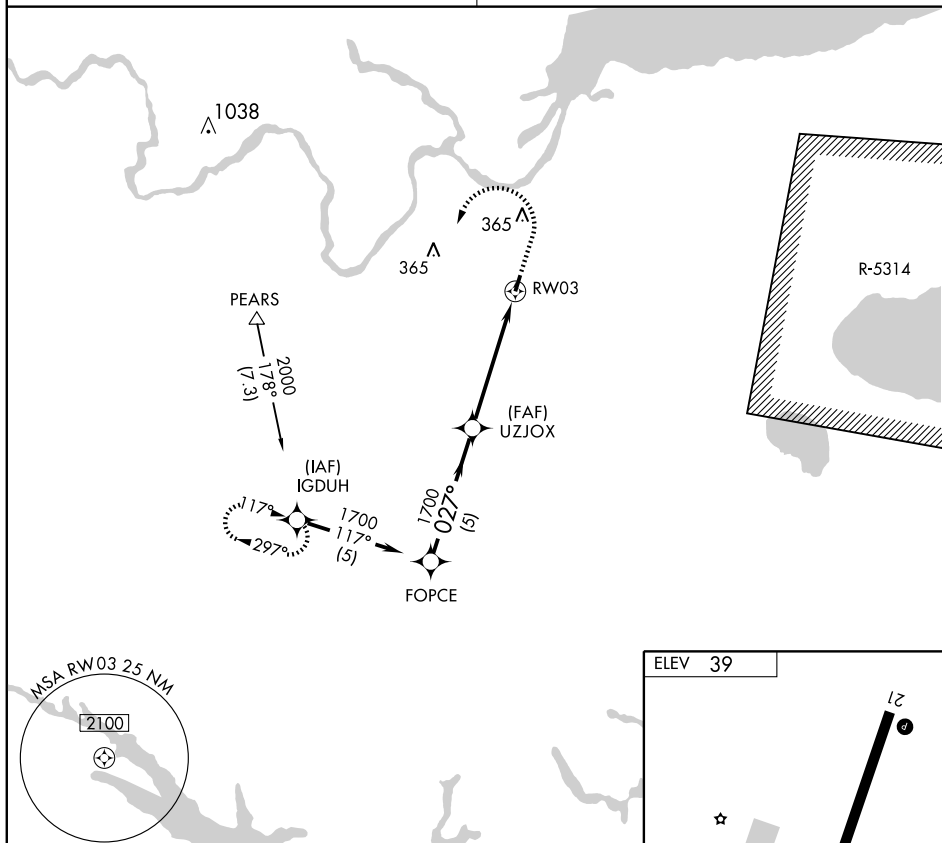 1038
365
365
RW03
R-5314
PEARS
2000
178°
(7.3)
(FAF)
UZJOX
(IAF)
IGDUH
117°
297°
1700
117°
(5)
1700
027°
(5)
FOPCE
MSA RW03 25 NM
2100
ELEV 39
21
P